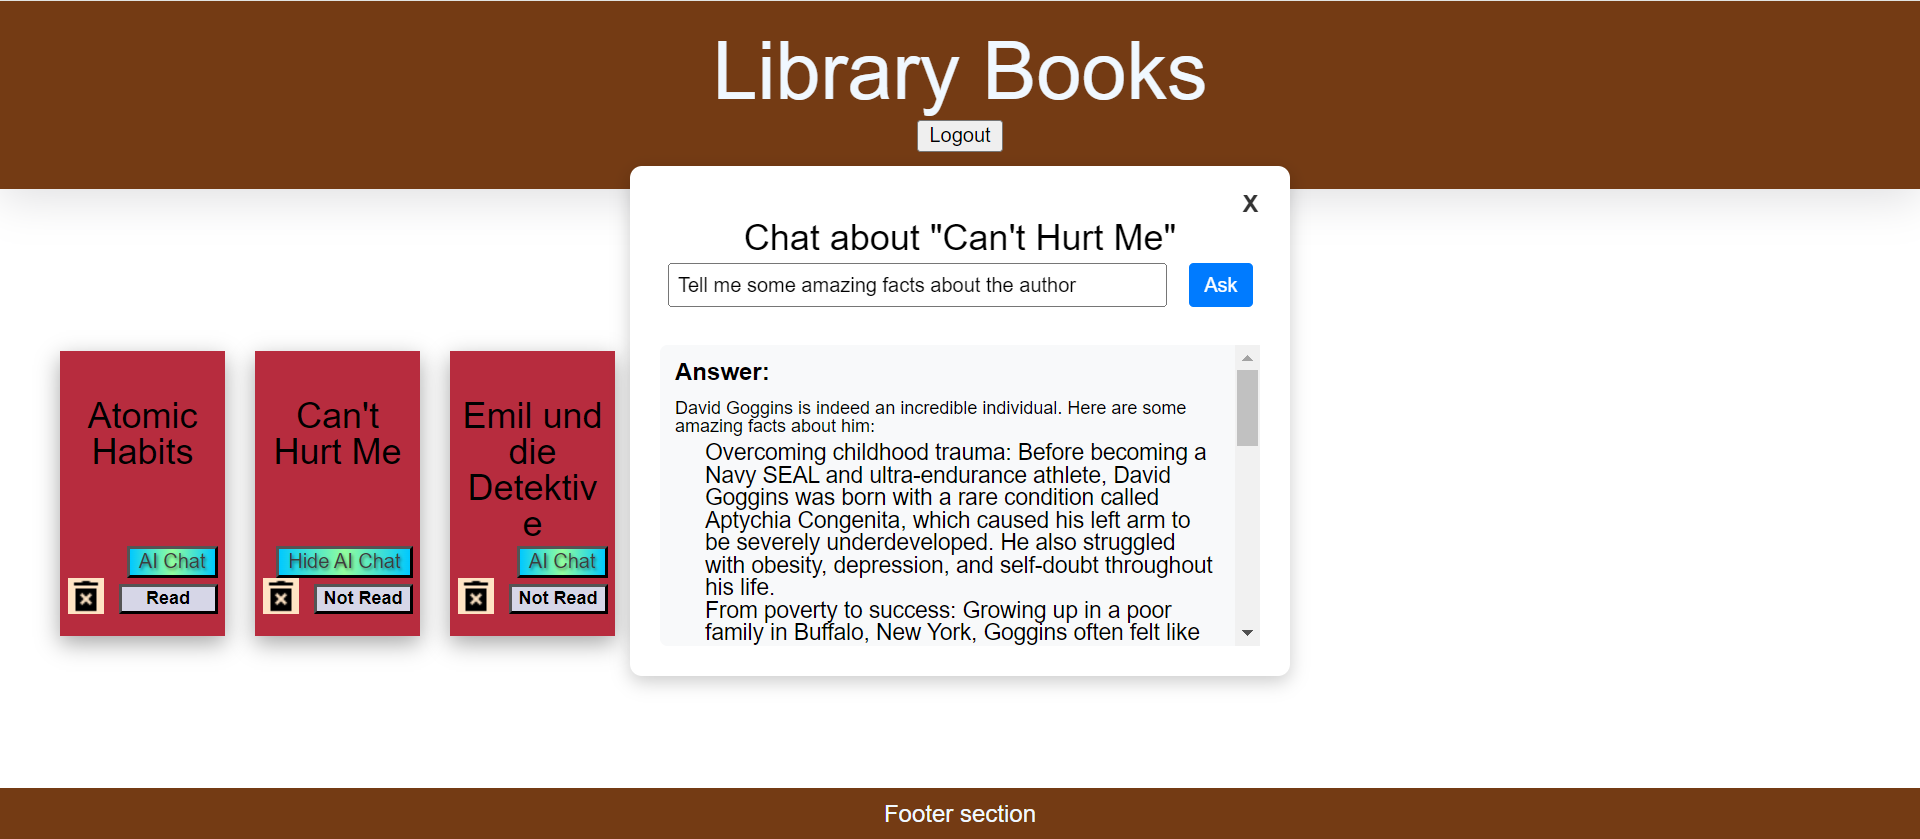 Library Books
Logout
X
Chat about "Can't Hurt Me"
Tell me some amazing facts about the author
Ask
Answer:
David Goggins is indeed an incredible individual. Here are some
amazing facts about him:
Overcoming childhood trauma: Before becoming a
Navy SEAL and ultra-endurance athlete, David
Goggins was born with a rare condition called
Aptychia Congenita, which caused his left arm to
be severely underdeveloped. He also struggled
with obesity, depression, and self-doubt throughout
his life.
From poverty to success: Growing up in a poor
family in Buffalo, New York, Goggins often felt like
Atomic
Habits
AI Chat
Read
Can't
Hurt Me
Hide AI Chat
Not Read
Emil und
die
Detektiv
e
AI Chat
Not Read
Footer section